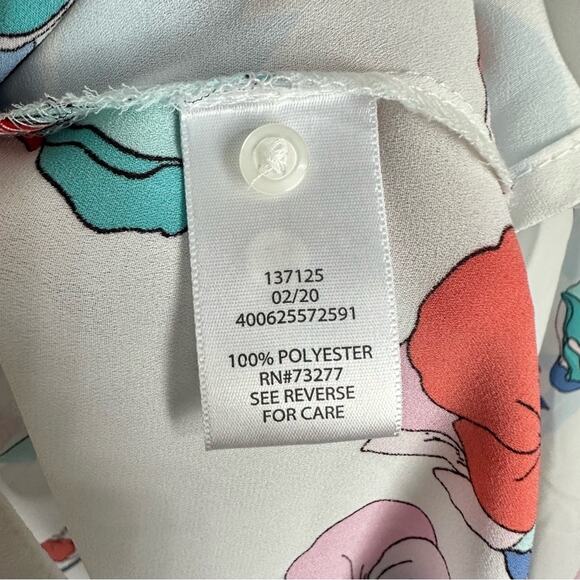 137125
02/20
400625572591
100% POLYESTER
RN#73277
SEE REVERSE
FOR CARE